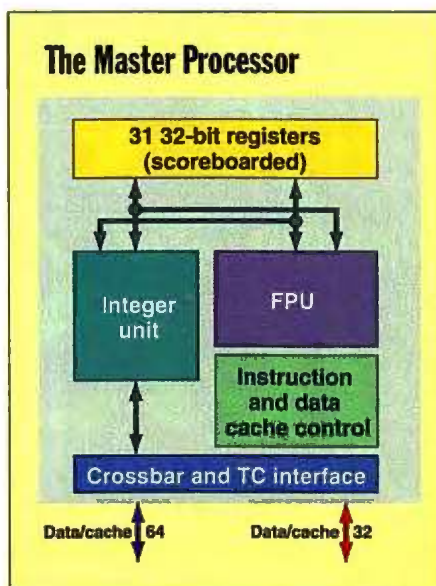 The Master Processor
31 32-bit registers
(scoreboarded)
Integer
unit
FPU
Instruction
and data
cache control
Crossbar and TC interface
Data/cache 64
Data/cache 32